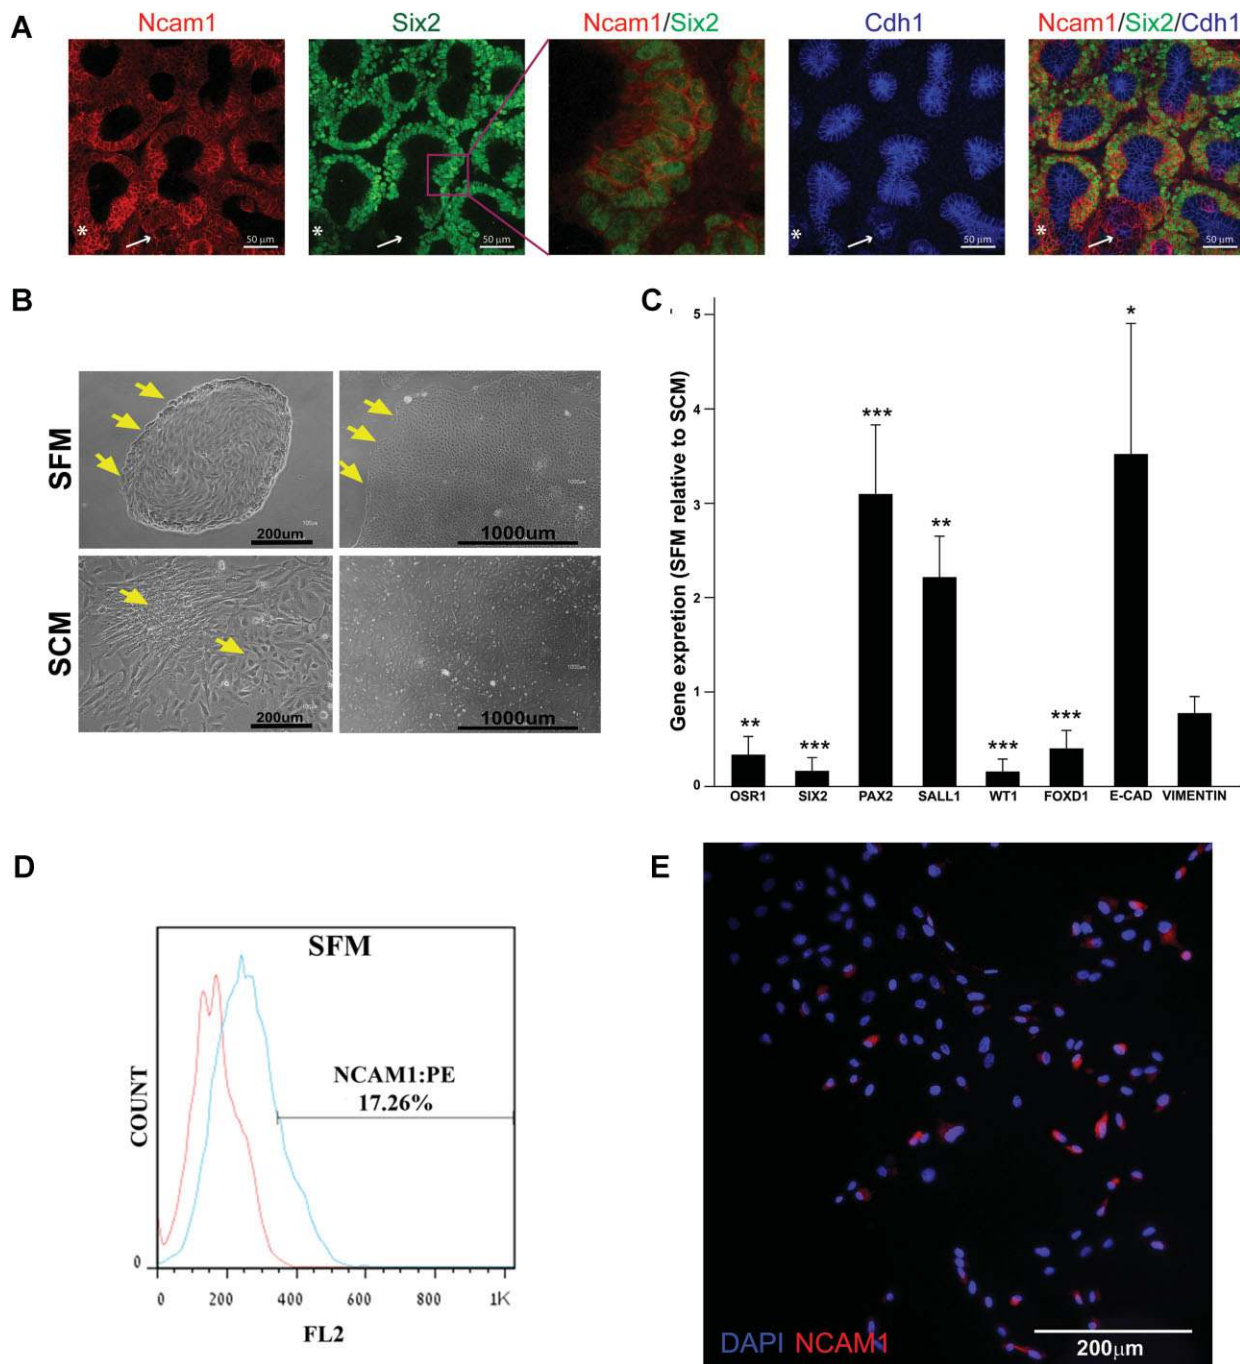 A
Ncam1
Six2
Ncam1/Six2
Cdh1
Ncam1/Six2/Cdh1
*
50 µm
*
50 µm
*
50 µm
*
50 µm
B
SFM
200um
1000um
SCM
200um
1000um
C
Gene expretion (SFM relative to SCM)
5
4
3
2
1
0
**
***
***
**
***
***
*
OSR1 SIX2 PAX2 SALL1 WT1 FOXD1 E-CAD VIMENTIN
D
SFM
NCAM1:PE
17.26%
COUNT
0
0 200 400 600 800 1K
FL2
E
DAPI NCAM1
200µm